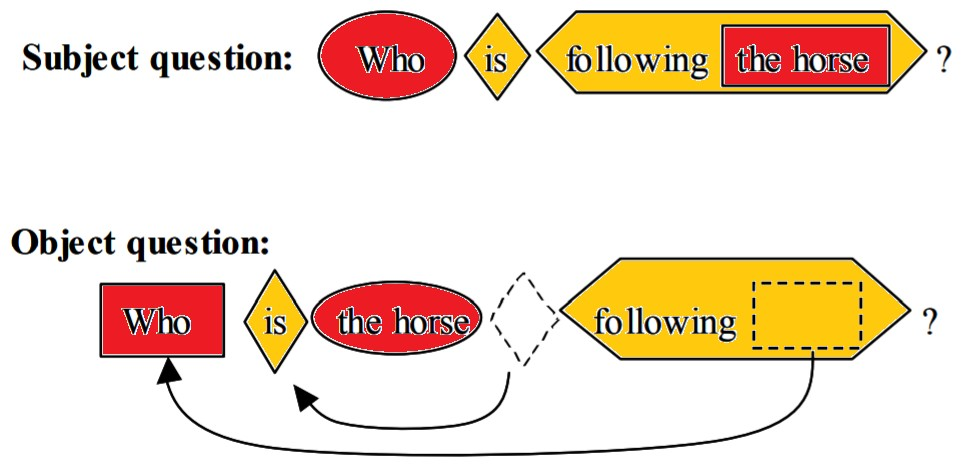 Subject question: Who is following the horse ?
Object question:
Who is the horse following ?